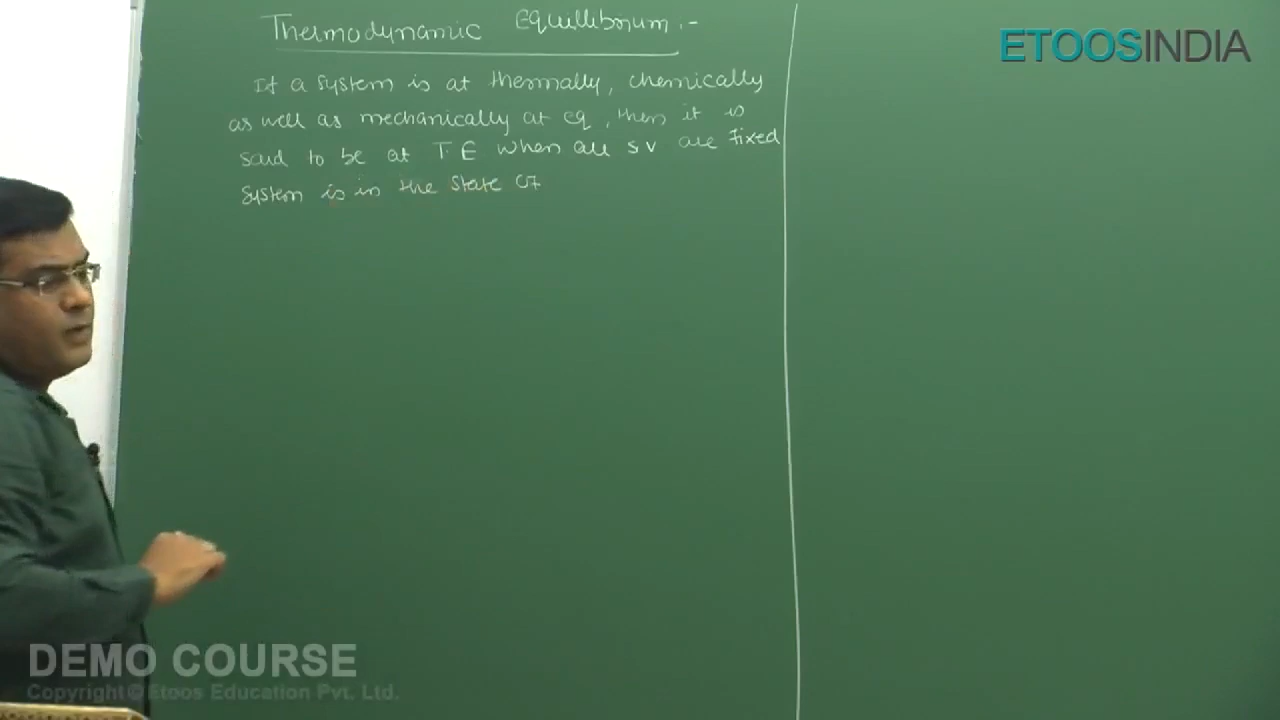 Thermodynamic Equillibrium :-
ETOOSINDIA
If a system is at thermally, chemically
as well as mechanically at eq, then it is
said to be at T.E when all SV are fixed
system is in the state of
DEMO COURSE
Copyright © Etoos Education Pvt. Ltd.